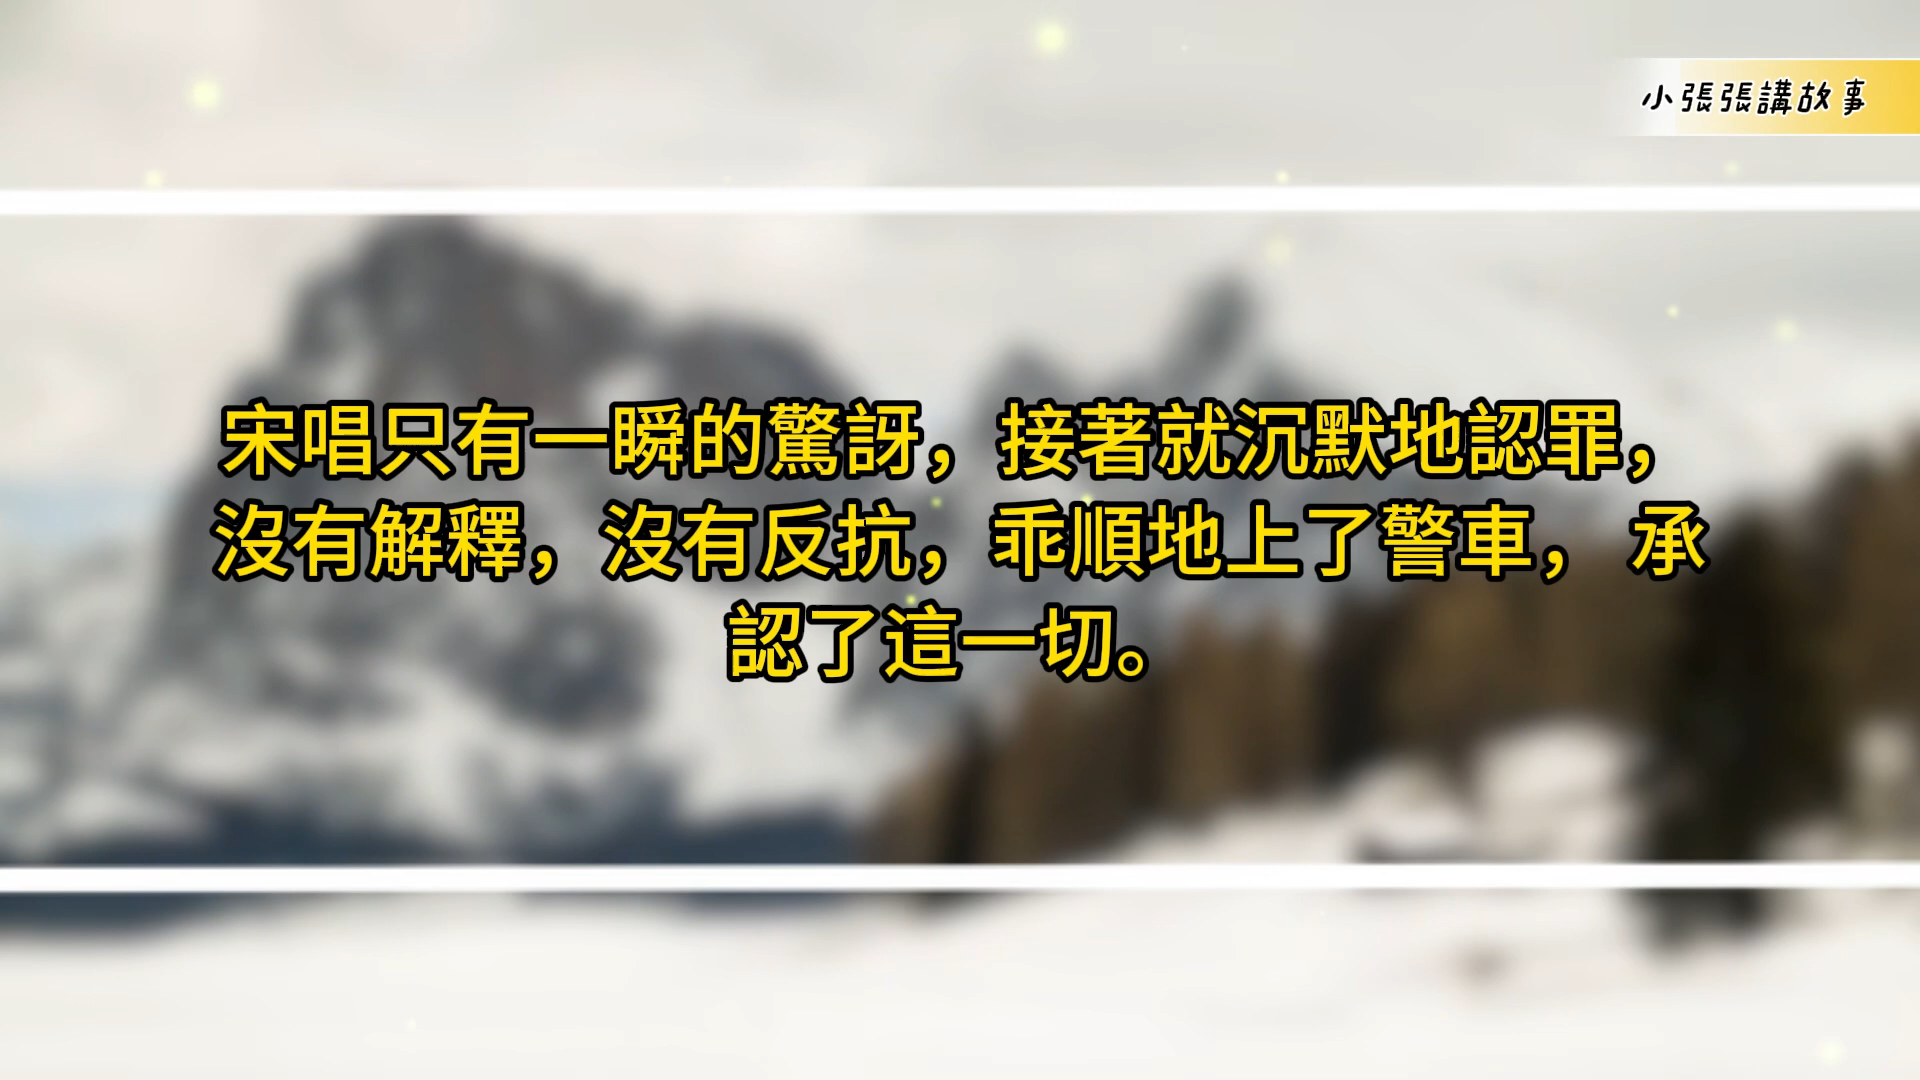 小張張講故事
宋唱只有一瞬的驚訝，接著就沉默地認罪，
沒有解釋，沒有反抗，乖順地上了警車， 承
認了這一切。